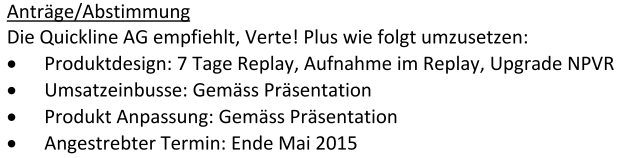 Anträge/Abstimmung
Die Quickline AG empfiehlt, Verte! Plus wie folgt umzusetzen:
• Produktdesign: 7 Tage Replay, Aufnahme im Replay, Upgrade NPVR
• Umsatzeinbusse: Gemäss Präsentation
• Produkt Anpassung: Gemäss Präsentation
• Angestrebter Termin: Ende Mai 2015